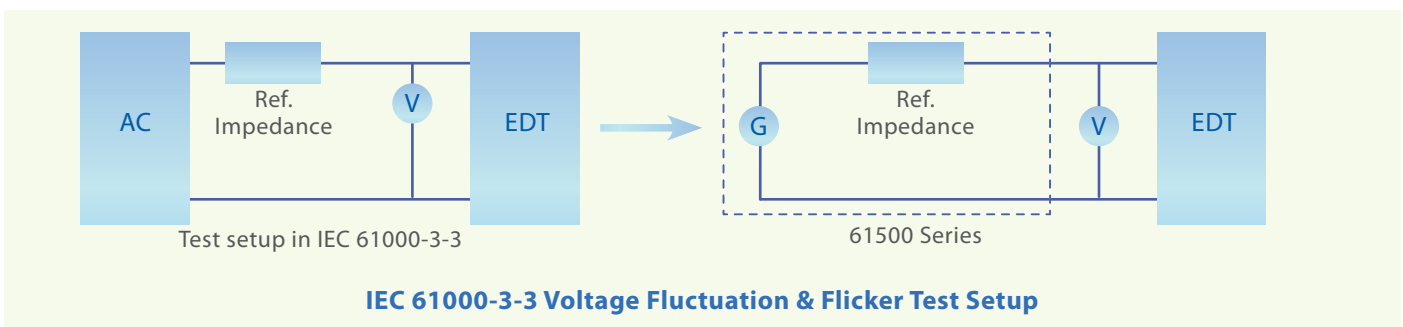 AC
Ref.
Impedance
V
EDT
Test setup in IEC 61000-3-3
G
Ref.
Impedance
V
EDT
61500 Series
IEC 61000-3-3 Voltage Fluctuation & Flicker Test Setup